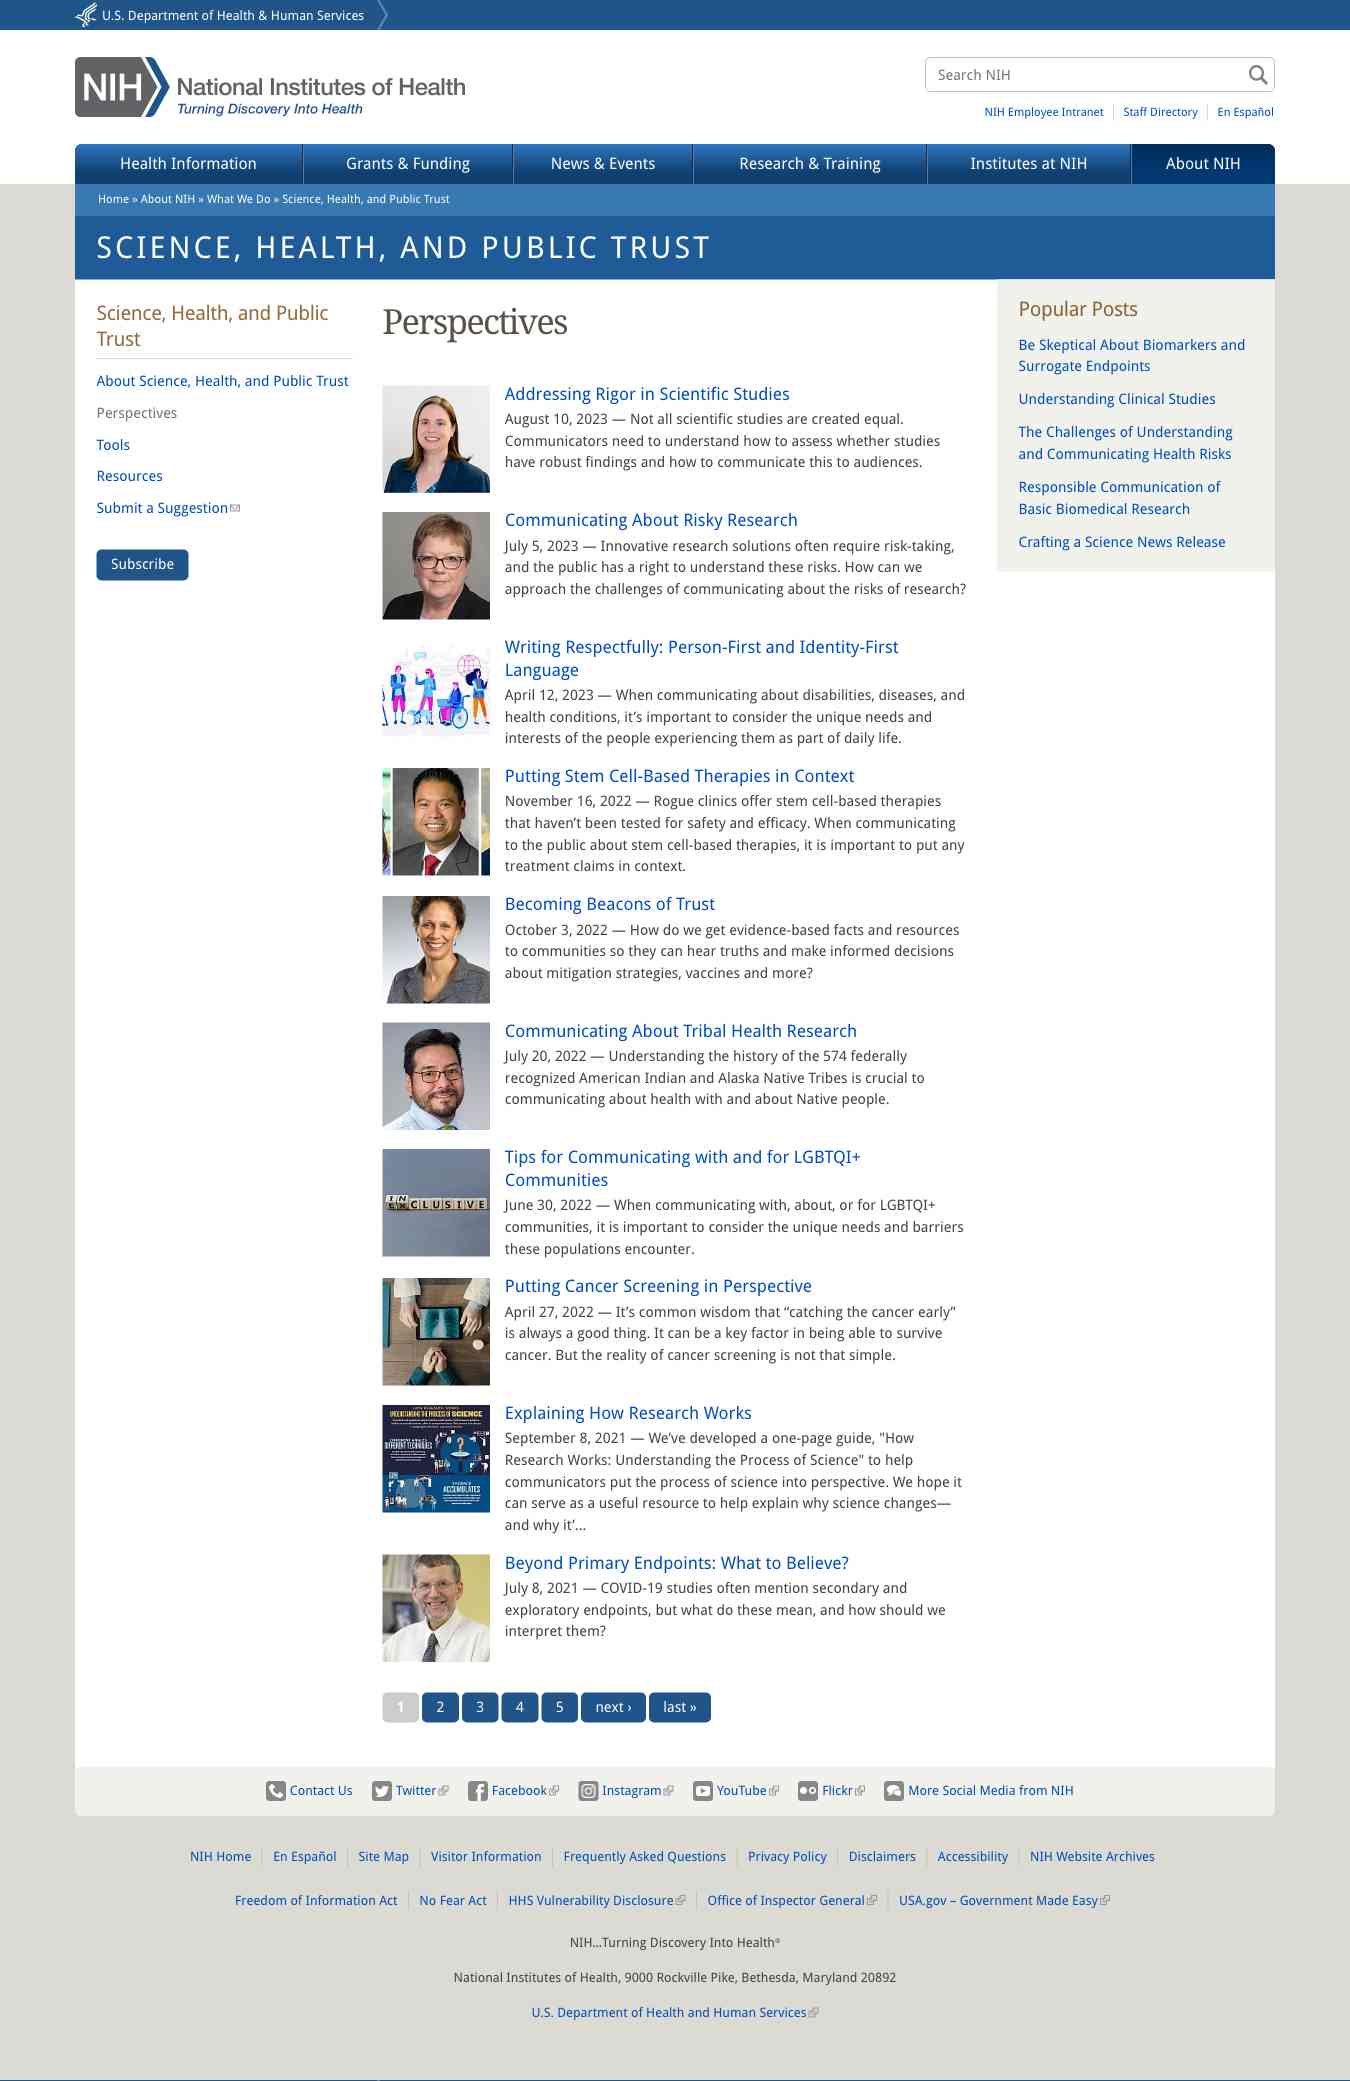 U.S. Department of Health & Human Services
NIH
National Institutes of Health
Turning Discovery Into Health
Search NIH
NIH Employee Intranet
Staff Directory
En Español
Health Information
Grants & Funding
News & Events
Research & Training
Institutes at NIH
About NIH
Home » About NIH » What We Do » Science, Health, and Public Trust
SCIENCE, HEALTH, AND PUBLIC TRUST
Science, Health, and Public
Trust
About Science, Health, and Public Trust
Perspectives
Tools
Resources
Submit a Suggestion
Subscribe
Perspectives
Addressing Rigor in Scientific Studies
August 10, 2023 — Not all scientific studies are created equal.
Communicators need to understand how to assess whether studies
have robust findings and how to communicate this to audiences.
Communicating About Risky Research
July 5, 2023 — Innovative research solutions often require risk-taking,
and the public has a right to understand these risks. How can we
approach the challenges of communicating about the risks of research?
Writing Respectfully: Person-First and Identity-First
Language
April 12, 2023 — When communicating about disabilities, diseases, and
health conditions, it’s important to consider the unique needs and
interests of the people experiencing them as part of daily life.
Putting Stem Cell-Based Therapies in Context
November 16, 2022 — Rogue clinics offer stem cell-based therapies
that haven’t been tested for safety and efficacy. When communicating
to the public about stem cell-based therapies, it is important to put any
treatment claims in context.
Becoming Beacons of Trust
October 3, 2022 — How do we get evidence-based facts and resources
to communities so they can hear truths and make informed decisions
about mitigation strategies, vaccines and more?
Communicating About Tribal Health Research
July 20, 2022 — Understanding the history of the 574 federally
recognized American Indian and Alaska Native Tribes is crucial to
communicating about health with and about Native people.
IN
EXCLUSIVE
Tips for Communicating with and for LGBTQI+
Communities
June 30, 2022 — When communicating with, about, or for LGBTQI+
communities, it is important to consider the unique needs and barriers
these populations encounter.
Putting Cancer Screening in Perspective
April 27, 2022 — It’s common wisdom that “catching the cancer early”
is always a good thing. It can be a key factor in being able to survive
cancer. But the reality of cancer screening is not that simple.
UNDERSTANDING THE PROCESS OF SCIENCE
DIFFERENT TECHNIQUES
EVIDENCE
ACCUMULATES
Explaining How Research Works
September 8, 2021 — We’ve developed a one-page guide, "How
Research Works: Understanding the Process of Science" to help
communicators put the process of science into perspective. We hope it
can serve as a useful resource to help explain why science changes—
and why it’...
Beyond Primary Endpoints: What to Believe?
July 8, 2021 — COVID-19 studies often mention secondary and
exploratory endpoints, but what do these mean, and how should we
interpret them?
1 2 3 4 5 next › last »
Popular Posts
Be Skeptical About Biomarkers and
Surrogate Endpoints
Understanding Clinical Studies
The Challenges of Understanding
and Communicating Health Risks
Responsible Communication of
Basic Biomedical Research
Crafting a Science News Release
Contact Us Twitter Facebook Instagram YouTube Flickr More Social Media from NIH
NIH Home En Español Site Map Visitor Information Frequently Asked Questions Privacy Policy Disclaimers Accessibility NIH Website Archives
Freedom of Information Act No Fear Act HHS Vulnerability Disclosure Office of Inspector General USA.gov – Government Made Easy
NIH…Turning Discovery Into Health®
National Institutes of Health, 9000 Rockville Pike, Bethesda, Maryland 20892
U.S. Department of Health and Human Services